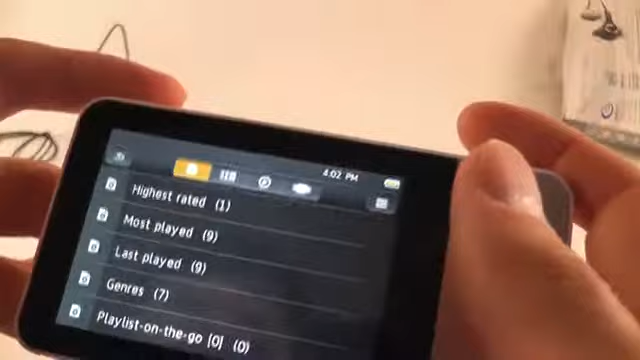 4:02 PM
Highest rated (1)
Most played (9)
Last played (9)
Genres (7)
Playlist-on-the-go [0] (0)